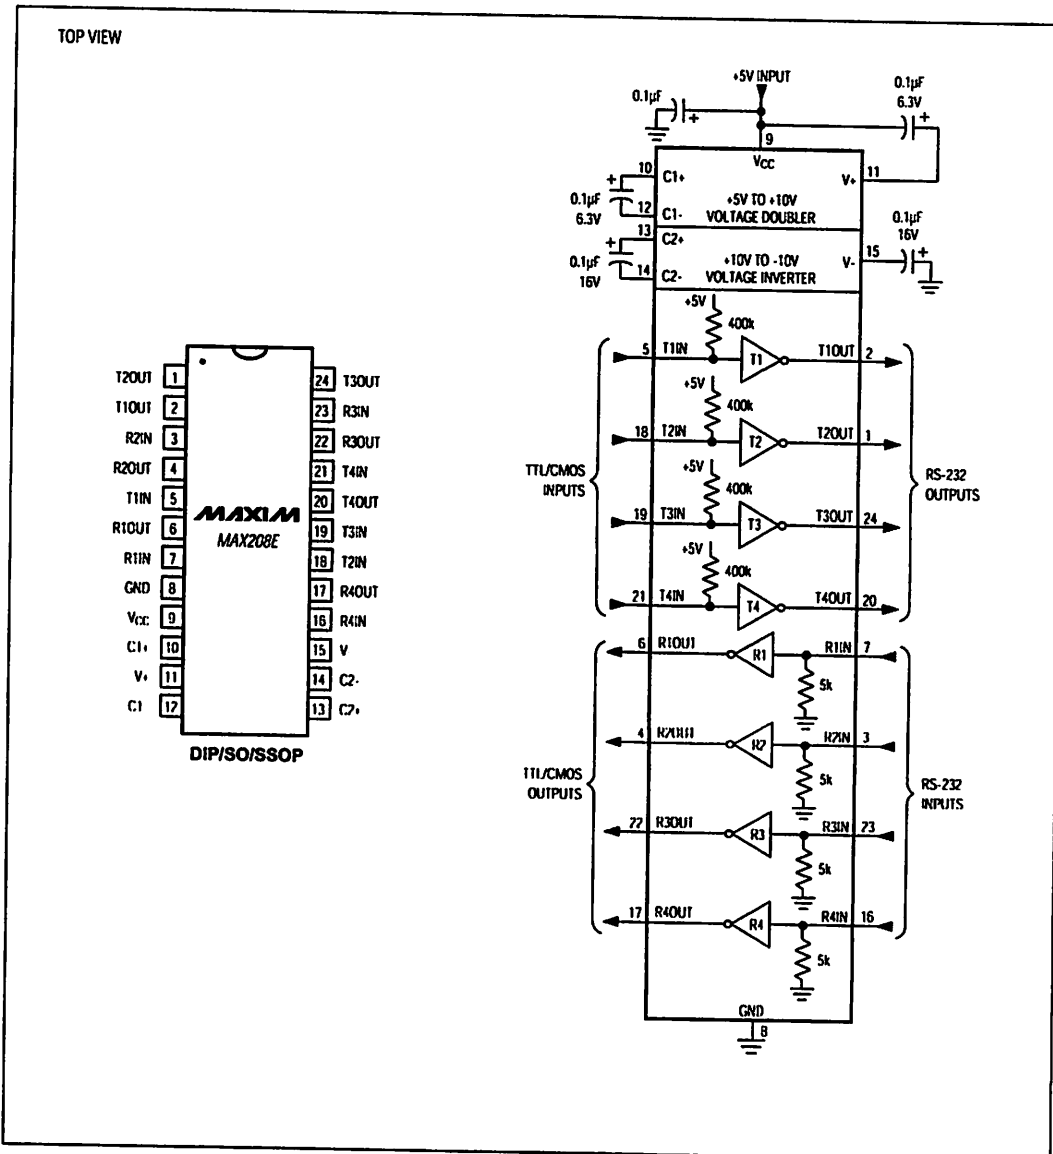 TOP VIEW
T2OUT 1
T1OUT 2
R2IN 3
R2OUT 4
T1IN 5
R1OUT 6
R1IN 7
GND 8
VCC 9
C1+ 10
V+ 11
C1 12
24 T3OUT
23 R3IN
22 R3OUT
21 T4IN
20 T4OUT
19 T3IN
18 T2IN
17 R4OUT
16 R4IN
15 V
14 C2-
13 C2+
MAXIM
MAX208E
DIP/SO/SSOP
+5V INPUT
0.1µF
+
0.1µF
6.3V
+
9
VCC
10 C1+
+
0.1µF
6.3V
12 C1-
+5V TO +10V
VOLTAGE DOUBLER
V+ 11
13 C2+
+
0.1µF
16V
14 C2-
+10V TO -10V
VOLTAGE INVERTER
V- 15
0.1µF
16V
+
+5V
400k
5 T1IN T1 T1OUT 2
+5V
400k
18 T2IN T2 T2OUT 1
TTL/CMOS
INPUTS
RS-232
OUTPUTS
+5V
400k
19 T3IN T3 T3OUT 24
+5V
400k
21 T4IN T4 T4OUT 20
6 R1OUT R1 R1IN 7
5k
4 R2OUT R2 R2IN 3
5k
TTL/CMOS
OUTPUTS
RS-232
INPUTS
22 R3OUT R3 R3IN 23
5k
17 R4OUT R4 R4IN 16
5k
GND
8